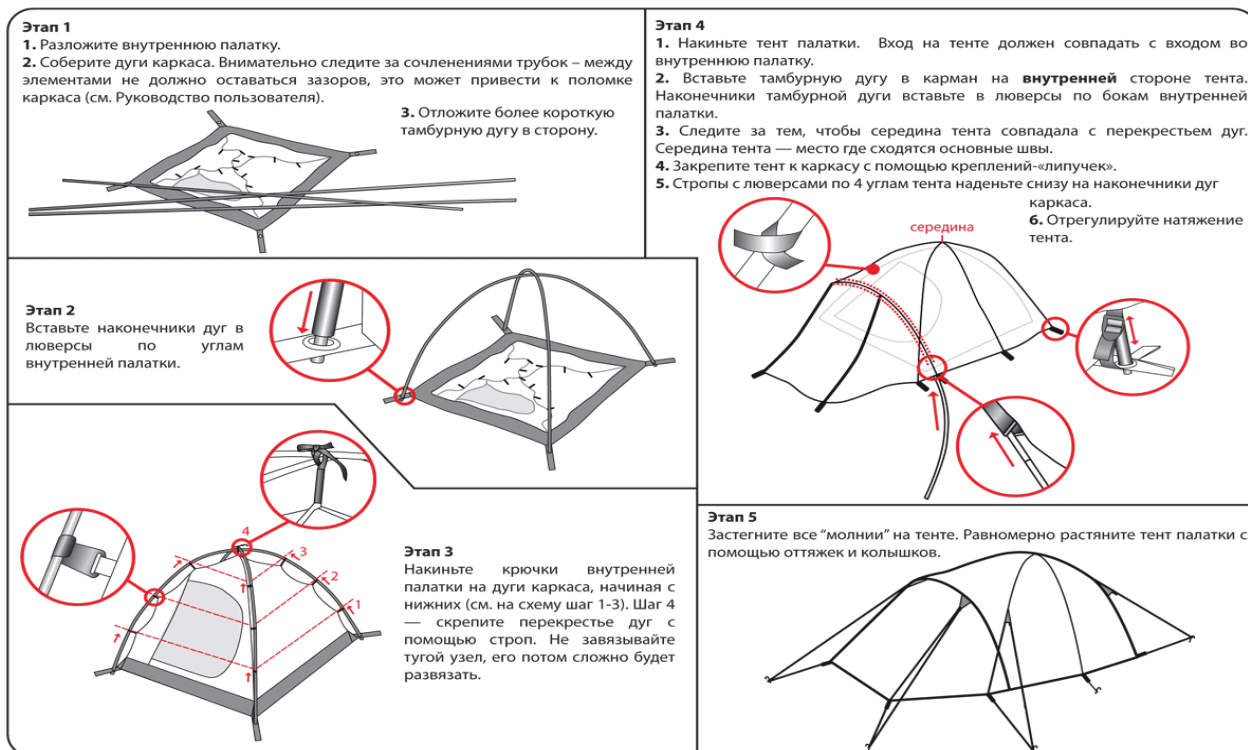 Этап 1
1. Разложите внутреннюю палатку.
2. Соберите дуги каркаса. Внимательно следите за сочленениями трубок – между
элементами не должно оставаться зазоров, это может привести к поломке
каркаса (см. Руководство пользователя).
3. Отложите более короткую
тамбурную дугу в сторону.
Этап 2
Вставьте наконечники дуг в
люверсы по углам
внутренней палатки.
4
3
2
1
Этап 3
Накиньте крючки внутренней
палатки на дуги каркаса, начиная с
нижних (см. на схему шаг 1-3). Шаг 4
— скрепите перекрестье дуг с
помощью строп. Не завязывайте
тугой узел, его потом сложно будет
развязать.
Этап 4
1. Накиньте тент палатки. Вход на тенте должен совпадать с входом во
внутреннюю палатку.
2. Вставьте тамбурную дугу в карман на внутренней стороне тента.
Наконечники тамбурной дуги вставьте в люверсы по бокам внутренней
палатки.
3. Следите за тем, чтобы середина тента совпадала с перекрестьем дуг.
Середина тента — место где сходятся основные швы.
4. Закрепите тент к каркасу с помощью креплений-«липучек».
5. Стропы с люверсами по 4 углам тента наденьте снизу на наконечники дуг
каркаса.
6. Отрегулируйте натяжение
тента.
середина
Этап 5
Застегните все “молнии” на тенте. Равномерно растяните тент палатки с
помощью оттяжек и колышков.